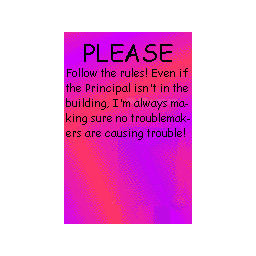 PLEASE
Follow the rules! Even if
the Principal isn't in the
building, I'm always ma-
king sure no troublemak-
ers are causing trouble!